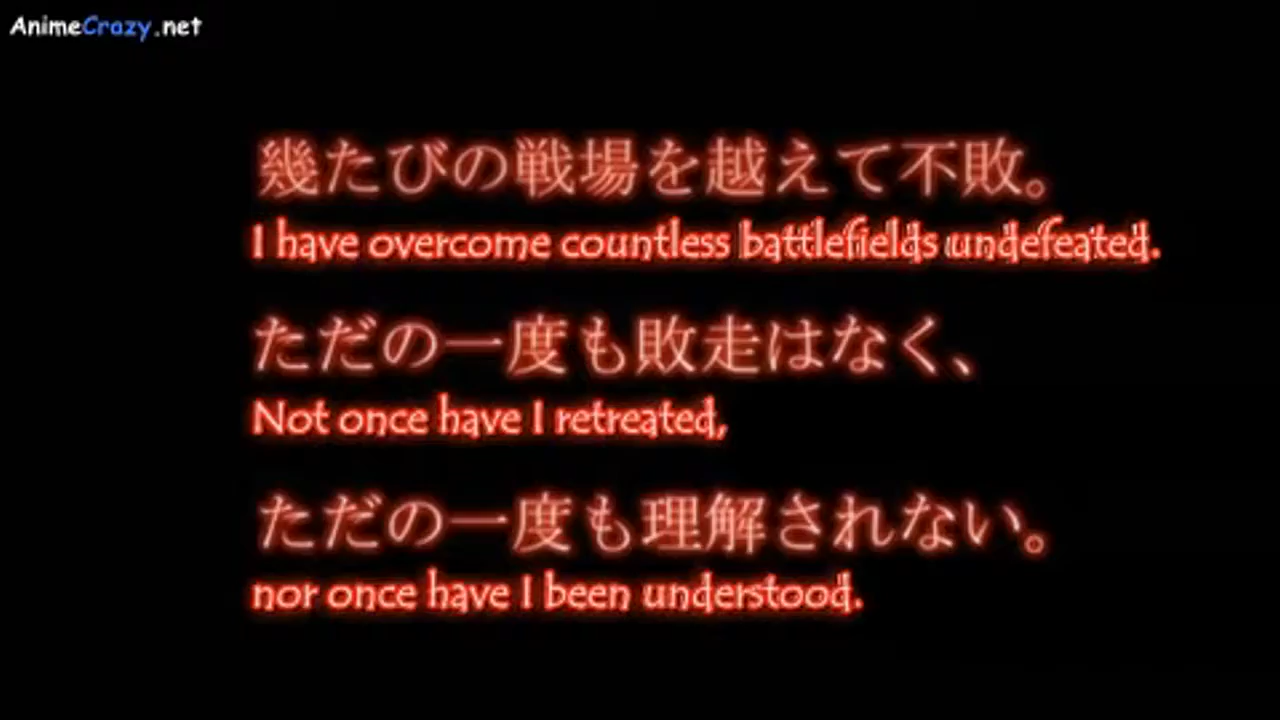 AnimeCrazy.net
幾たびの戦場を越えて不敗。
I have overcome countless battlefields undefeated.
ただの一度も敗走はなく、
Not once have I retreated,
ただの一度も理解されない。
nor once have I been understood.